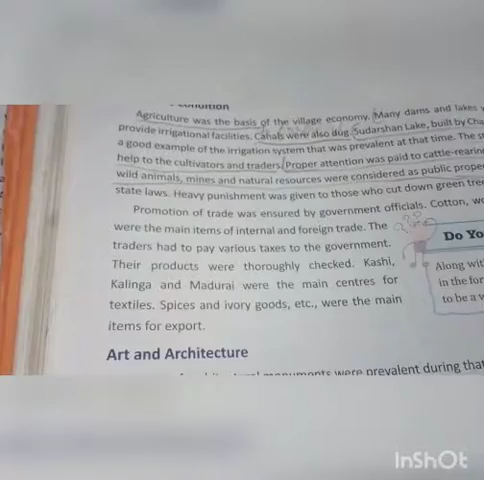 Agriculture was the basis of the village economy. Many dams and lakes
provide irrigational facilities. Canals were also dug. Sudarshan Lake, built by
a good example of the irrigation system that was prevalent at that time. The
help to the cultivators and traders. Proper attention was paid to
wild animals, mines and natural resources were considered as public
state laws. Heavy punishment was given to those who cut down green
Promotion of trade was ensured by government officials. Cotton,
were the main items of internal and foreign trade. The
traders had to pay various taxes to the government.
Their products were thoroughly checked. Kashi,
Kalinga and Madurai were the main centres for
textiles. Spices and ivory goods, etc., were the main
items for export.
Do
Along
in the
to be a
Art and Architecture
were prevalent during that
InShOt